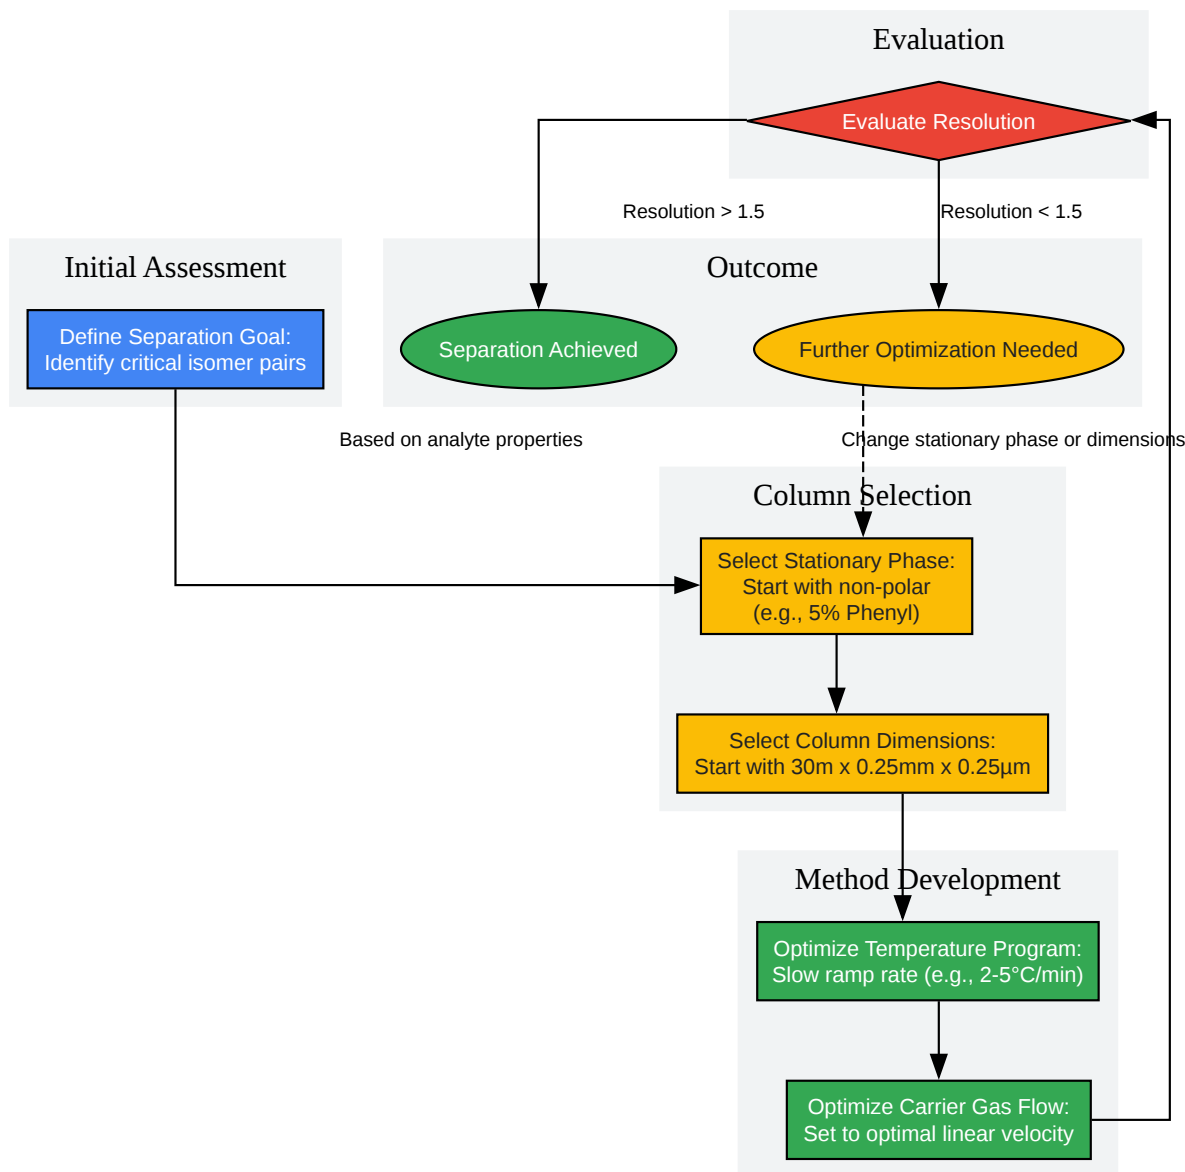 Evaluation
Evaluate Resolution
Resolution > 1.5
Resolution < 1.5
Initial Assessment
Define Separation Goal:
Identify critical isomer pairs
Outcome
Separation Achieved
Further Optimization Needed
Based on analyte properties
Change stationary phase or dimensions
Column Selection
Select Stationary Phase:
Start with non-polar
(e.g., 5% Phenyl)
Select Column Dimensions:
Start with 30m x 0.25mm x 0.25µm
Method Development
Optimize Temperature Program:
Slow ramp rate (e.g., 2-5°C/min)
Optimize Carrier Gas Flow:
Set to optimal linear velocity